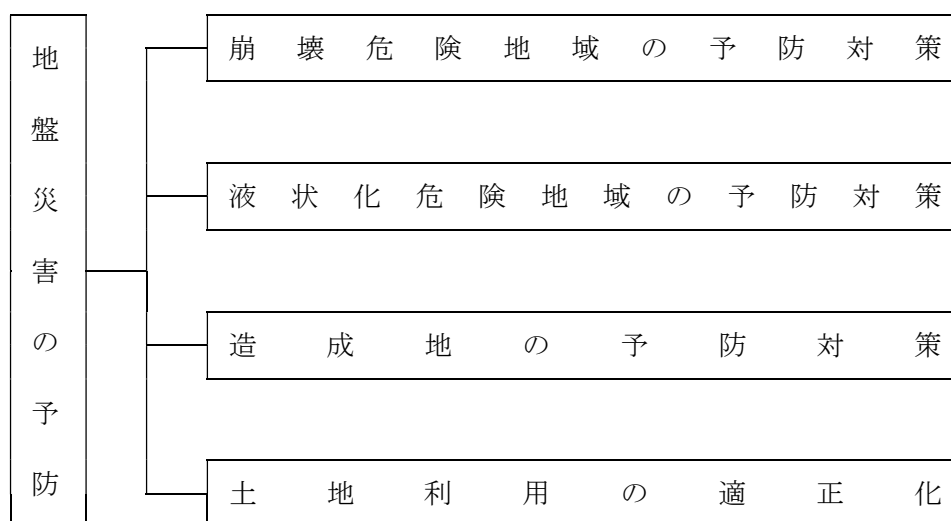 地盤災害の予防
崩壊危険地域の予防対策
液状化危険地域の予防対策
造成地の予防対策
土地利用の適正化